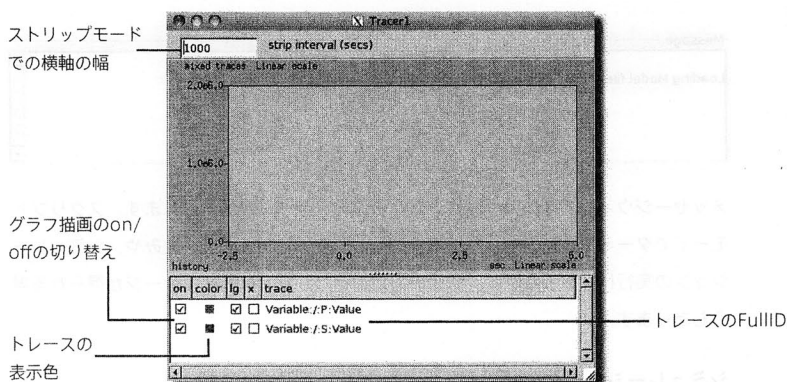 Tracer1
ストリップモード
での横軸の幅
1000
strip interval (secs)
mixed traces Linear scale
2.0e6.0
1.0e6.0
0.0
-2.5 0.0 2.5 5.0
history
sec Linear scale
グラフ描画のon/
offの切り替え
on color lg x trace
Variable:/:P:Value
Variable:/:S:Value
トレースのFullID
トレースの
表示色